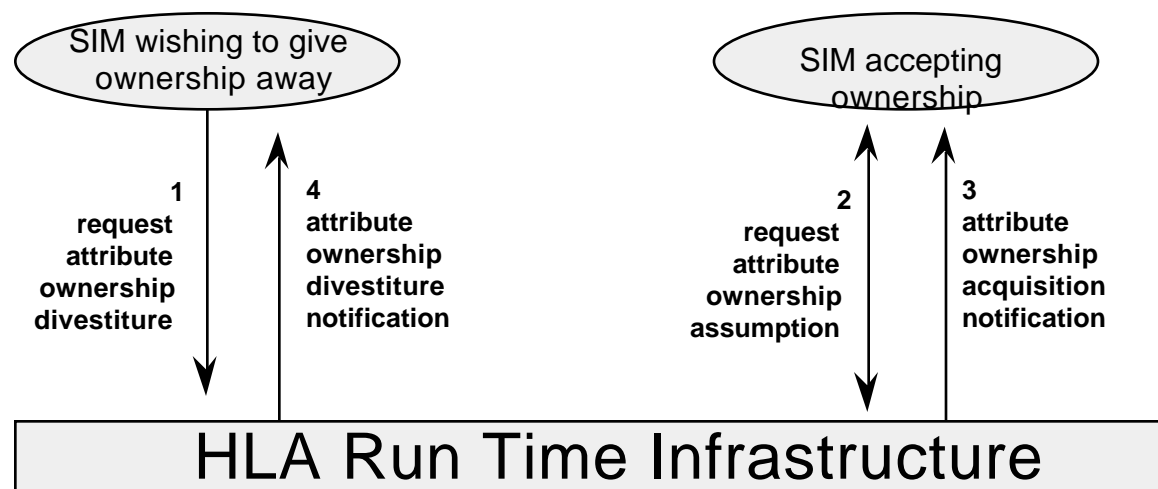 SIM wishing to give
ownership away
SIM accepting
ownership
1
request
attribute
ownership
divestiture
4
attribute
ownership
divestiture
notification
2
request
attribute
ownership
assumption
3
attribute
ownership
acquisition
notification
HLA Run Time Infrastructure